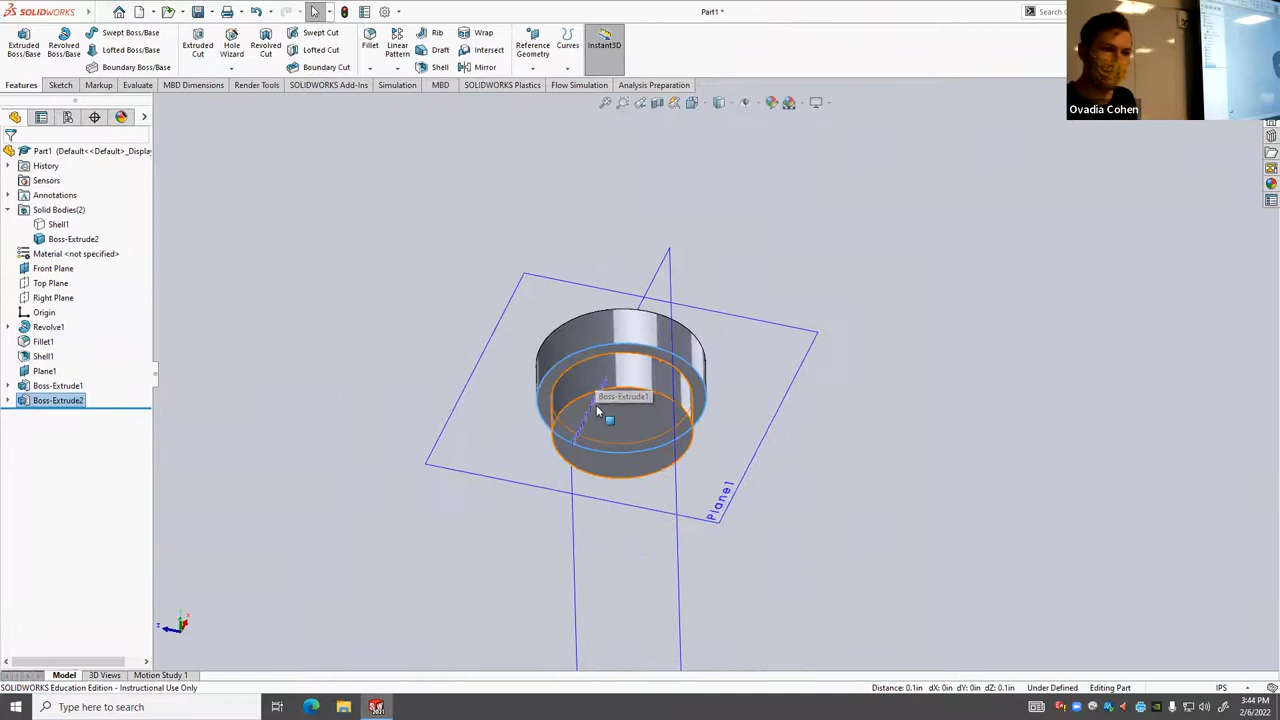 SOLIDWORKS
Part1 *
Search
Ovadia Cohen
Extruded Boss/Base
Revolved Boss/Base
Swept Boss/Base
Lofted Boss/Base
Boundary Boss/Base
Extruded Cut
Hole Wizard
Revolved Cut
Swept Cut
Lofted Cut
Boundary Cut
Fillet
Linear Pattern
Rib
Draft
Shell
Wrap
Intersect
Mirror
Reference Geometry
Curves
Instant3D
Features
Sketch
Markup
Evaluate
MBD Dimensions
Render Tools
SOLIDWORKS Add-Ins
Simulation
MBD
SOLIDWORKS Plastics
Flow Simulation
Analysis Preparation
Part1 (Default<<Default>_Display
History
Sensors
Annotations
Solid Bodies(2)
Shell1
Boss-Extrude2
Material <not specified>
Front Plane
Top Plane
Right Plane
Origin
Revolve1
Fillet1
Shell1
Plane1
Boss-Extrude1
Boss-Extrude2
Boss-Extrude1
Plane1
Model
3D Views
Motion Study 1
SOLIDWORKS Education Edition - Instructional Use Only
Distance: 0.1in dX: 0in dY: 0in dZ: 0.1in
Under Defined
Editing Part
IPS
Type here to search
3:44 PM
2/6/2022